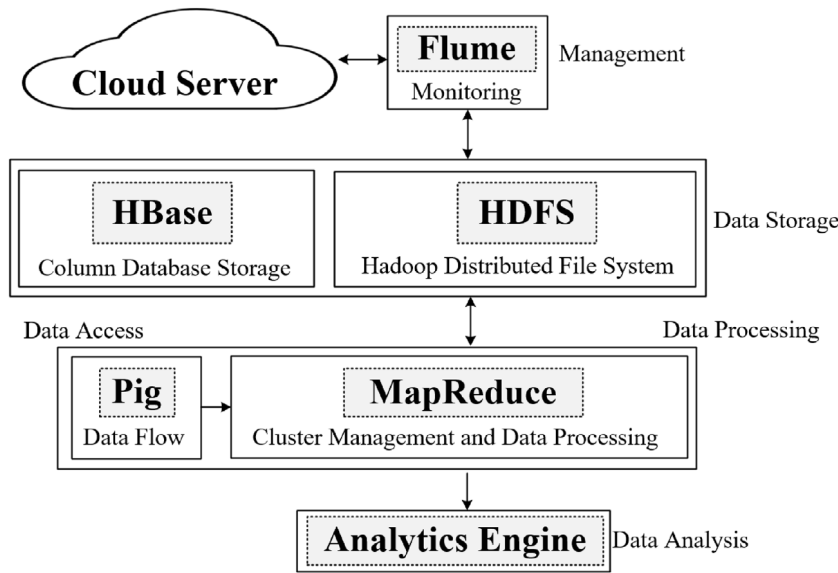 Cloud Server
Flume
Monitoring
Management
HBase
Column Database Storage
HDFS
Hadoop Distributed File System
Data Storage
Data Access
Data Processing
Pig
Data Flow
MapReduce
Cluster Management and Data Processing
Analytics Engine
Data Analysis